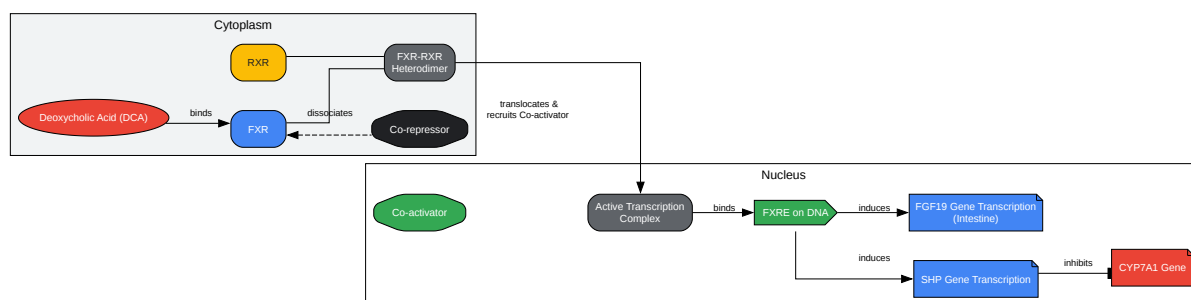 Cytoplasm
RXR
FXR-RXR
Heterodimer
Deoxycholic Acid (DCA)
binds
FXR
dissociates
Co-repressor
translocates &
recruits Co-activator
Nucleus
Co-activator
Active Transcription
Complex
binds
FXRE on DNA
induces
FGF19 Gene Transcription
(Intestine)
induces
SHP Gene Transcription
inhibits
CYP7A1 Gene